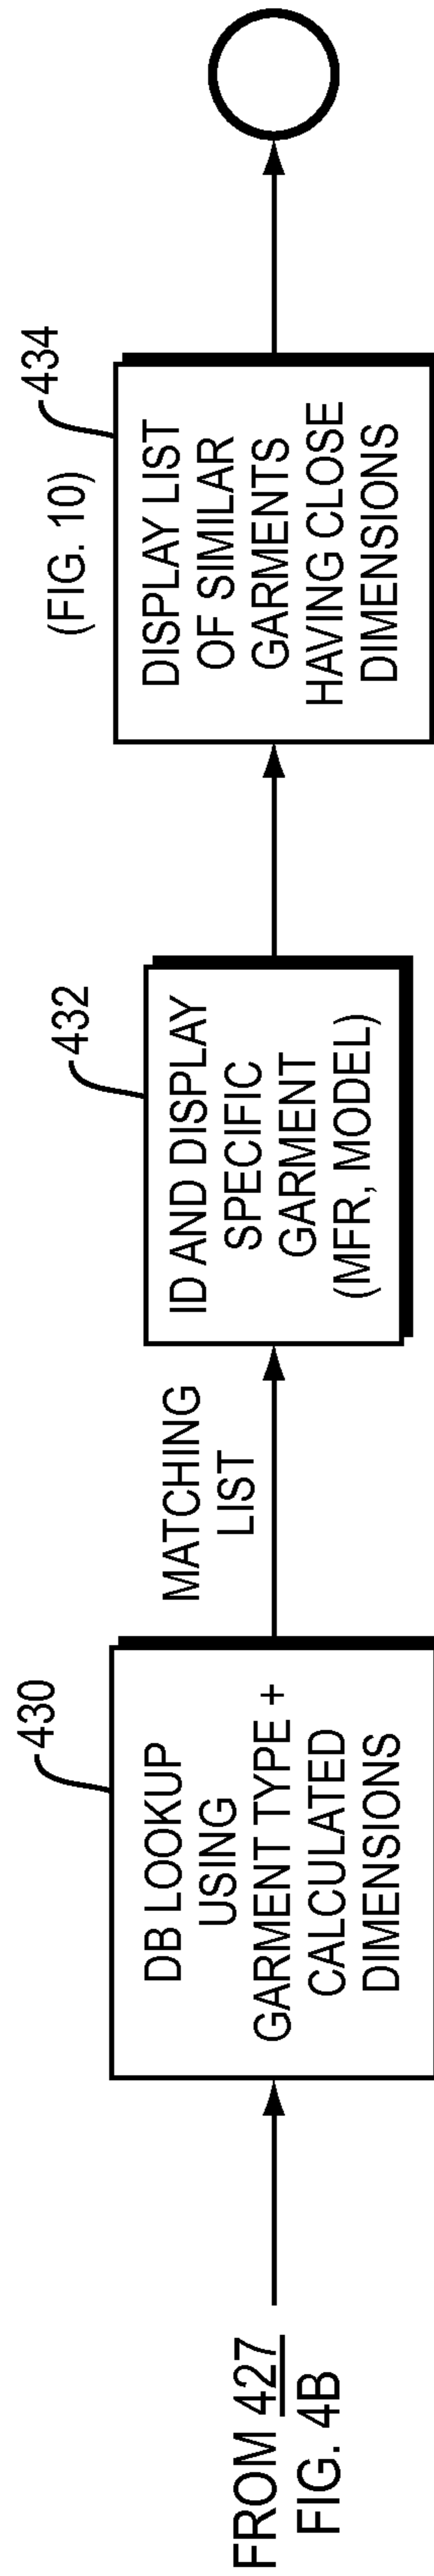 FROM 427
FIG. 4B
430
DB LOOKUP
USING
GARMENT TYPE +
CALCULATED
DIMENSIONS
MATCHING
LIST
432
ID AND DISPLAY
SPECIFIC
GARMENT
(MFR, MODEL)
434
(FIG. 10)
DISPLAY LIST
OF SIMILAR
GARMENTS
HAVING CLOSE
DIMENSIONS